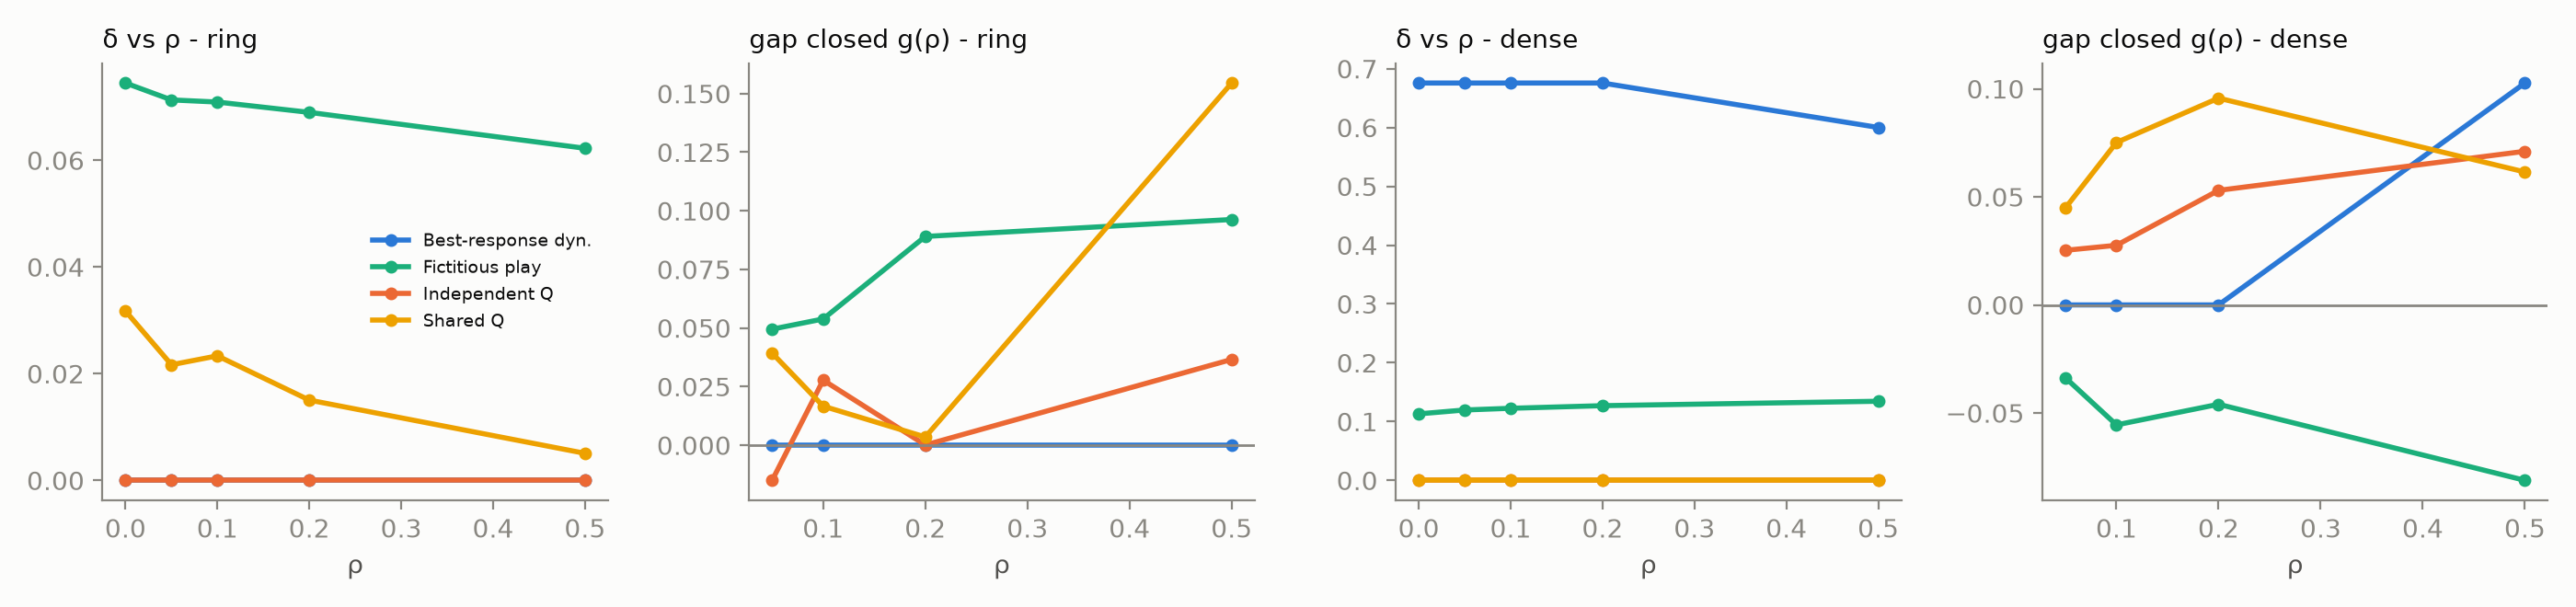 δ vs ρ - ring
0.06
0.04
0.02
0.00
0.0 0.1 0.2 0.3 0.4 0.5
ρ
Best-response dyn.
Fictitious play
Independent Q
Shared Q
gap closed g(ρ) - ring
0.150
0.125
0.100
0.075
0.050
0.025
0.000
0.1 0.2 0.3 0.4 0.5
ρ
δ vs ρ - dense
0.7
0.6
0.5
0.4
0.3
0.2
0.1
0.0
0.0 0.1 0.2 0.3 0.4 0.5
ρ
gap closed g(ρ) - dense
0.10
0.05
0.00
−0.05
0.1 0.2 0.3 0.4 0.5
ρ